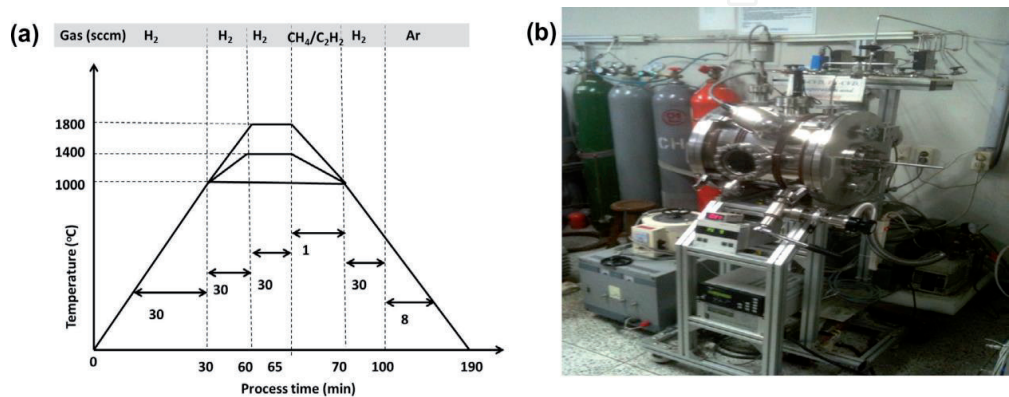 (a)
Gas (sccm) H₂ H₂ H₂ CH₄/C₂H₂ H₂ Ar
1800
1400
1000
1
30
30
30
30
8
0 30 60 65 70 100 190
Temperature (°C)
Process time (min)
(b)
CH